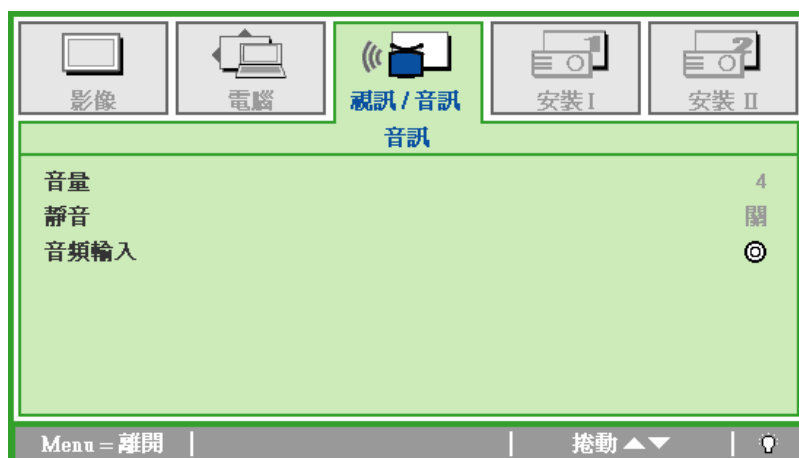 影像
電腦
視訊 / 音訊
安裝 I
安裝 II
音訊
音量 4
靜音 關
音頻輸入
Menu = 離開
捲動